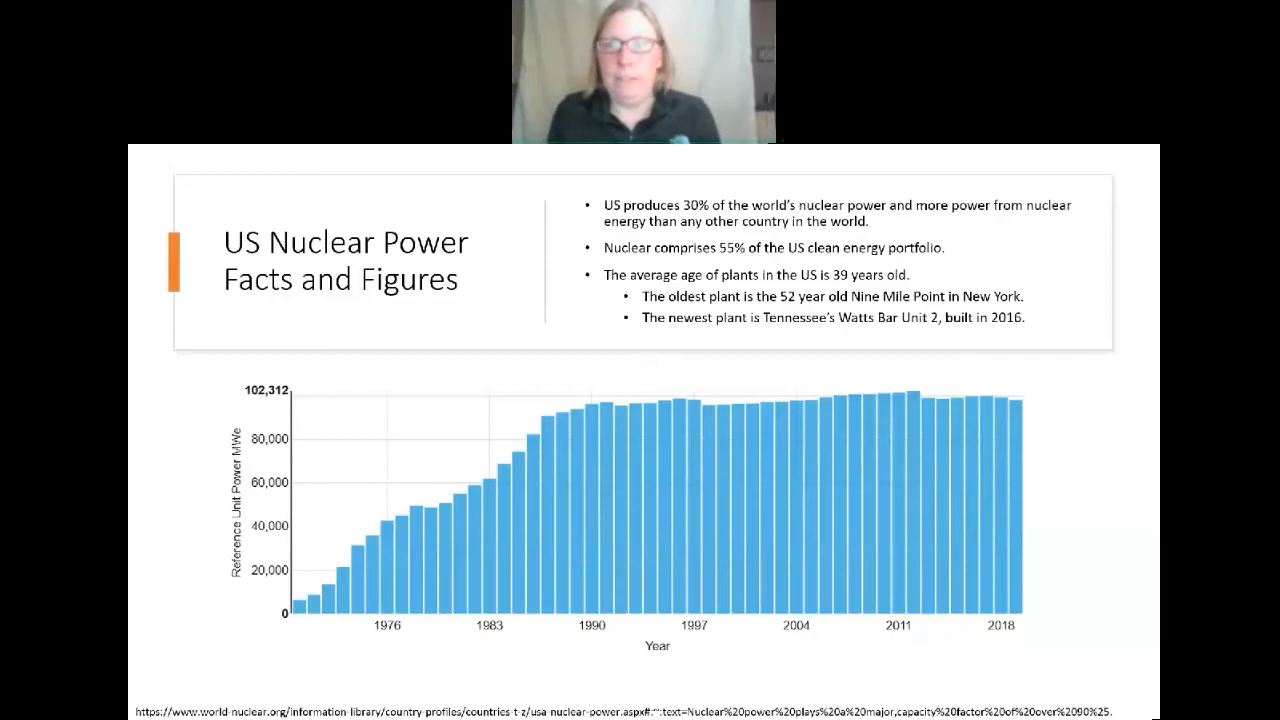 US Nuclear Power
Facts and Figures
• US produces 30% of the world's nuclear power and more power from nuclear
energy than any other country in the world.
• Nuclear comprises 55% of the US clean energy portfolio.
• The average age of plants in the US is 39 years old.
• The oldest plant is the 52 year old Nine Mile Point in New York.
• The newest plant is Tennessee's Watts Bar Unit 2, built in 2016.
Reference Unit Power MWe
102,312
80,000
60,000
40,000
20,000
0
1976 1983 1990 1997 2004 2011 2018
Year
https://www.world-nuclear.org/information-library/country-profiles/countries-t-z/usa-nuclear-power.aspx#:~:text=Nuclear%20power%20plays%20a%20major,capacity%20factor%20of%20over%2090%25.